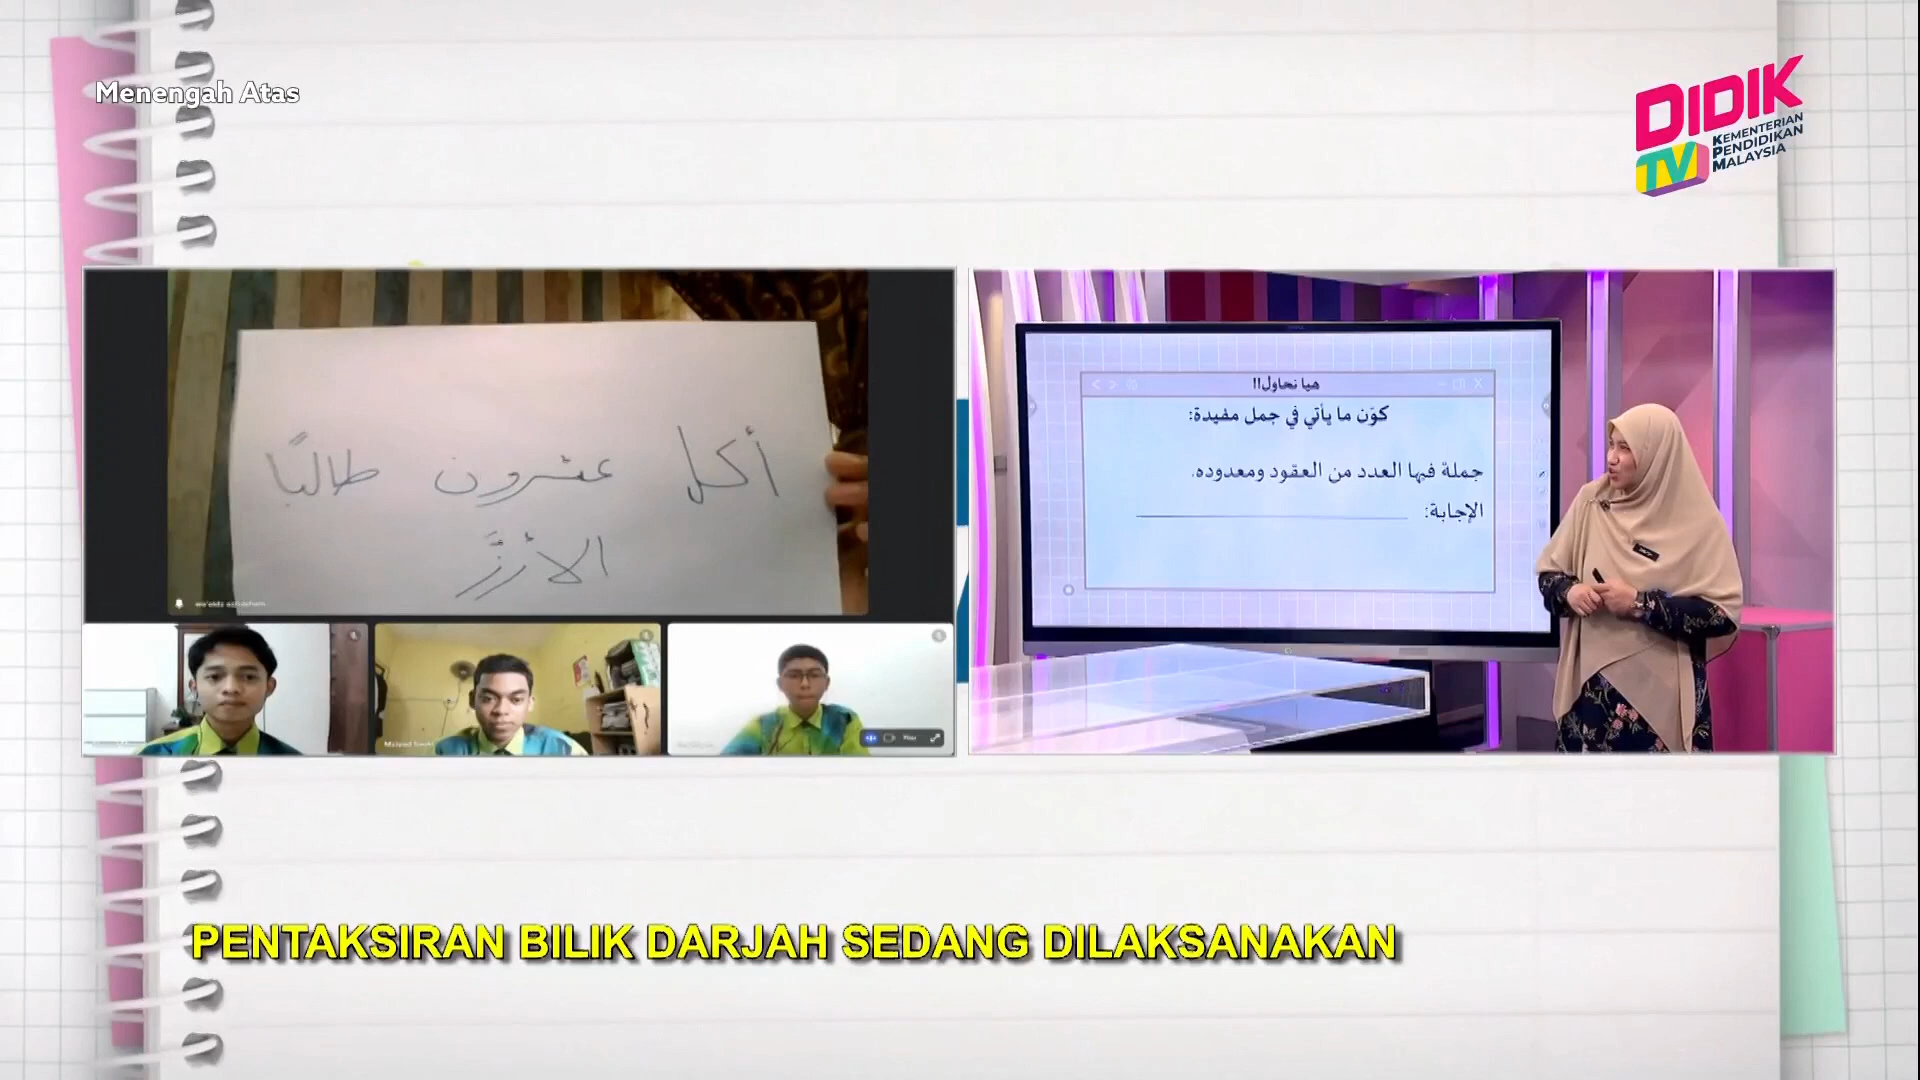 Menengah Atas
DIDIK
TV
KEMENTERIAN
PENDIDIKAN
MALAYSIA
أكل عشرون طالبًا
الأرزَّ
هيا نحاول!!
كوّن ما يأتي في جمل مفيدة:
جملة فيها العدد من العقود ومعدوده.
الإجابة:
You
PENTAKSIRAN BILIK DARJAH SEDANG DILAKSANAKAN